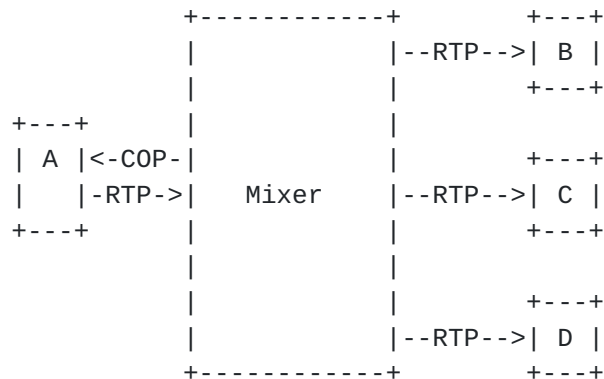 +------------+        +---+
               |            |--RTP-->| B |
               |            |        +---+
   +---+       |            |
   | A |<-COP-|            |        +---+
   |   |-RTP->|   Mixer    |--RTP-->| C |
   +---+       |            |        +---+
               |            |
               |            |        +---+
               |            |--RTP-->| D |
               +------------+        +---+